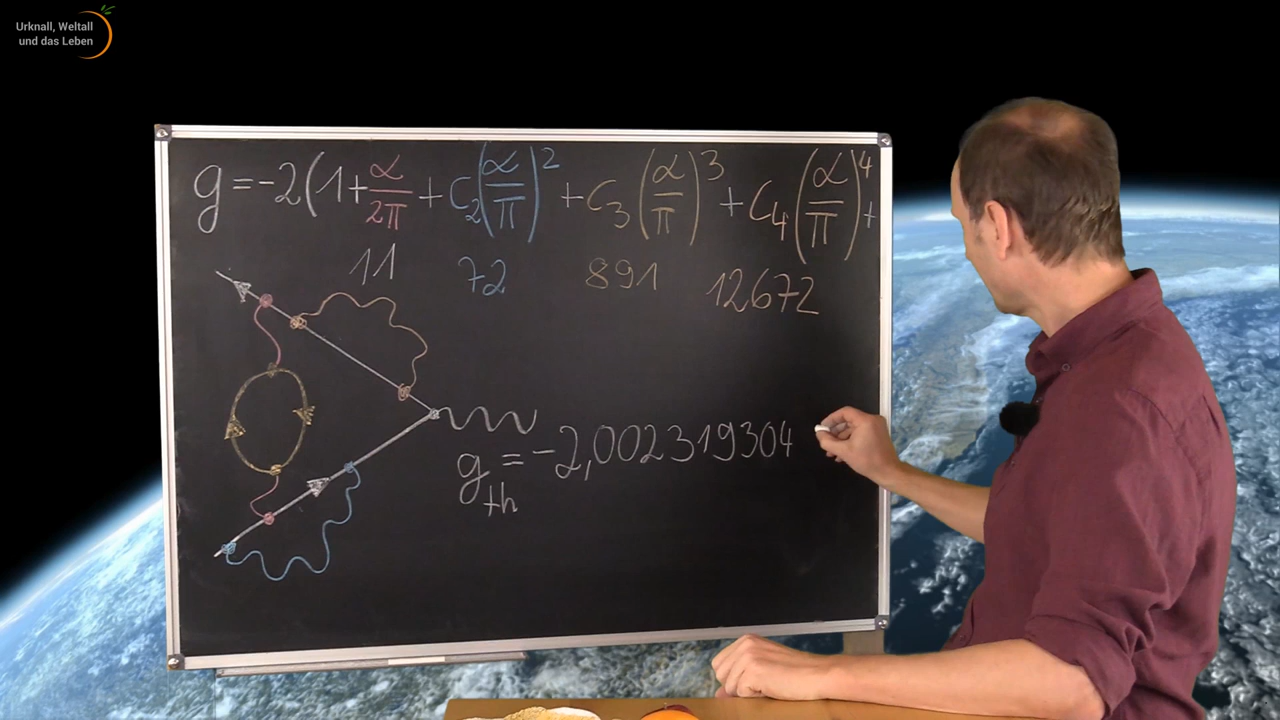 Urknall, Weltall
und das Leben
g = -2(1 + α/2π + C₂(α/π)² + C₃(α/π)³ + C₄(α/π)⁴ +
11 72 891 12672
g_th = -2,002319304